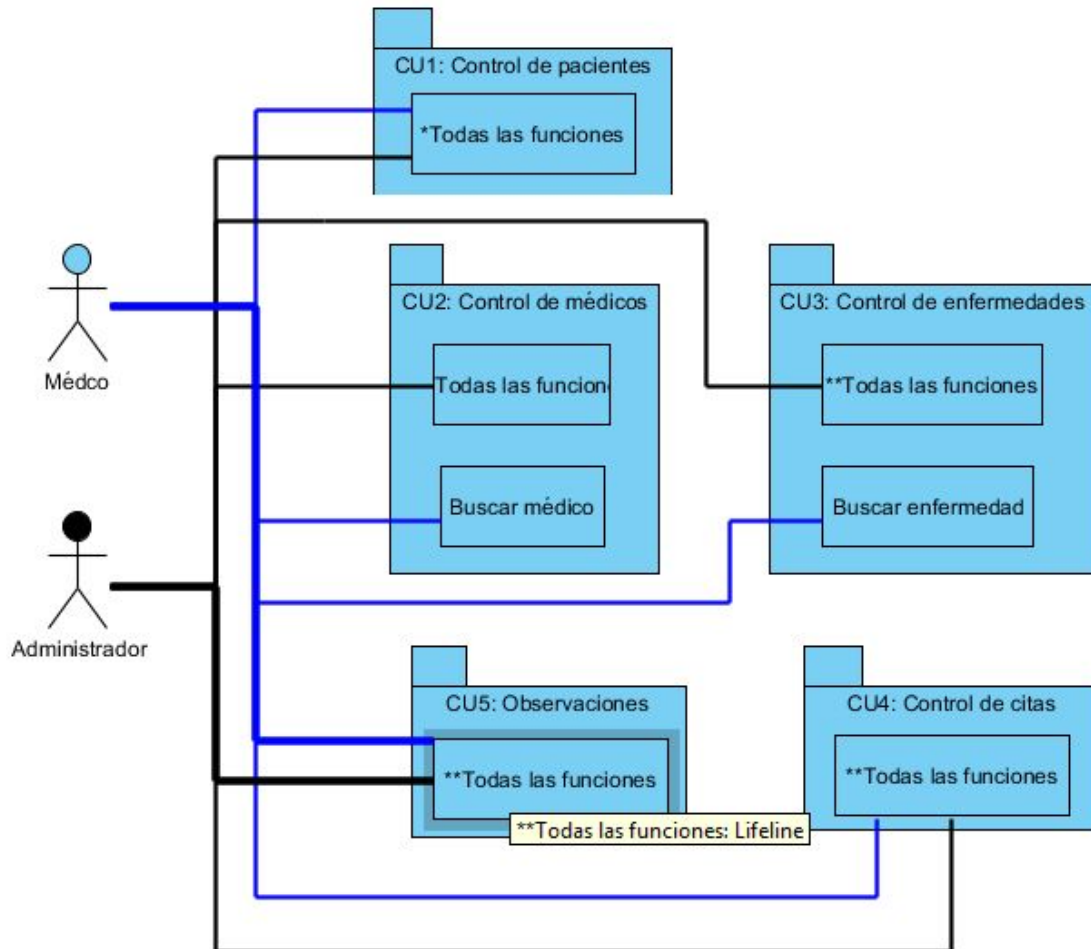 CU1: Control de pacientes
*Todas las funciones
Médco
CU2: Control de médicos
Todas las funcion
Buscar médico
CU3: Control de enfermedades
**Todas las funciones
Buscar enfermedad
Administrador
CU5: Observaciones
**Todas las funciones
**Todas las funciones: Lifeline
CU4: Control de citas
**Todas las funciones